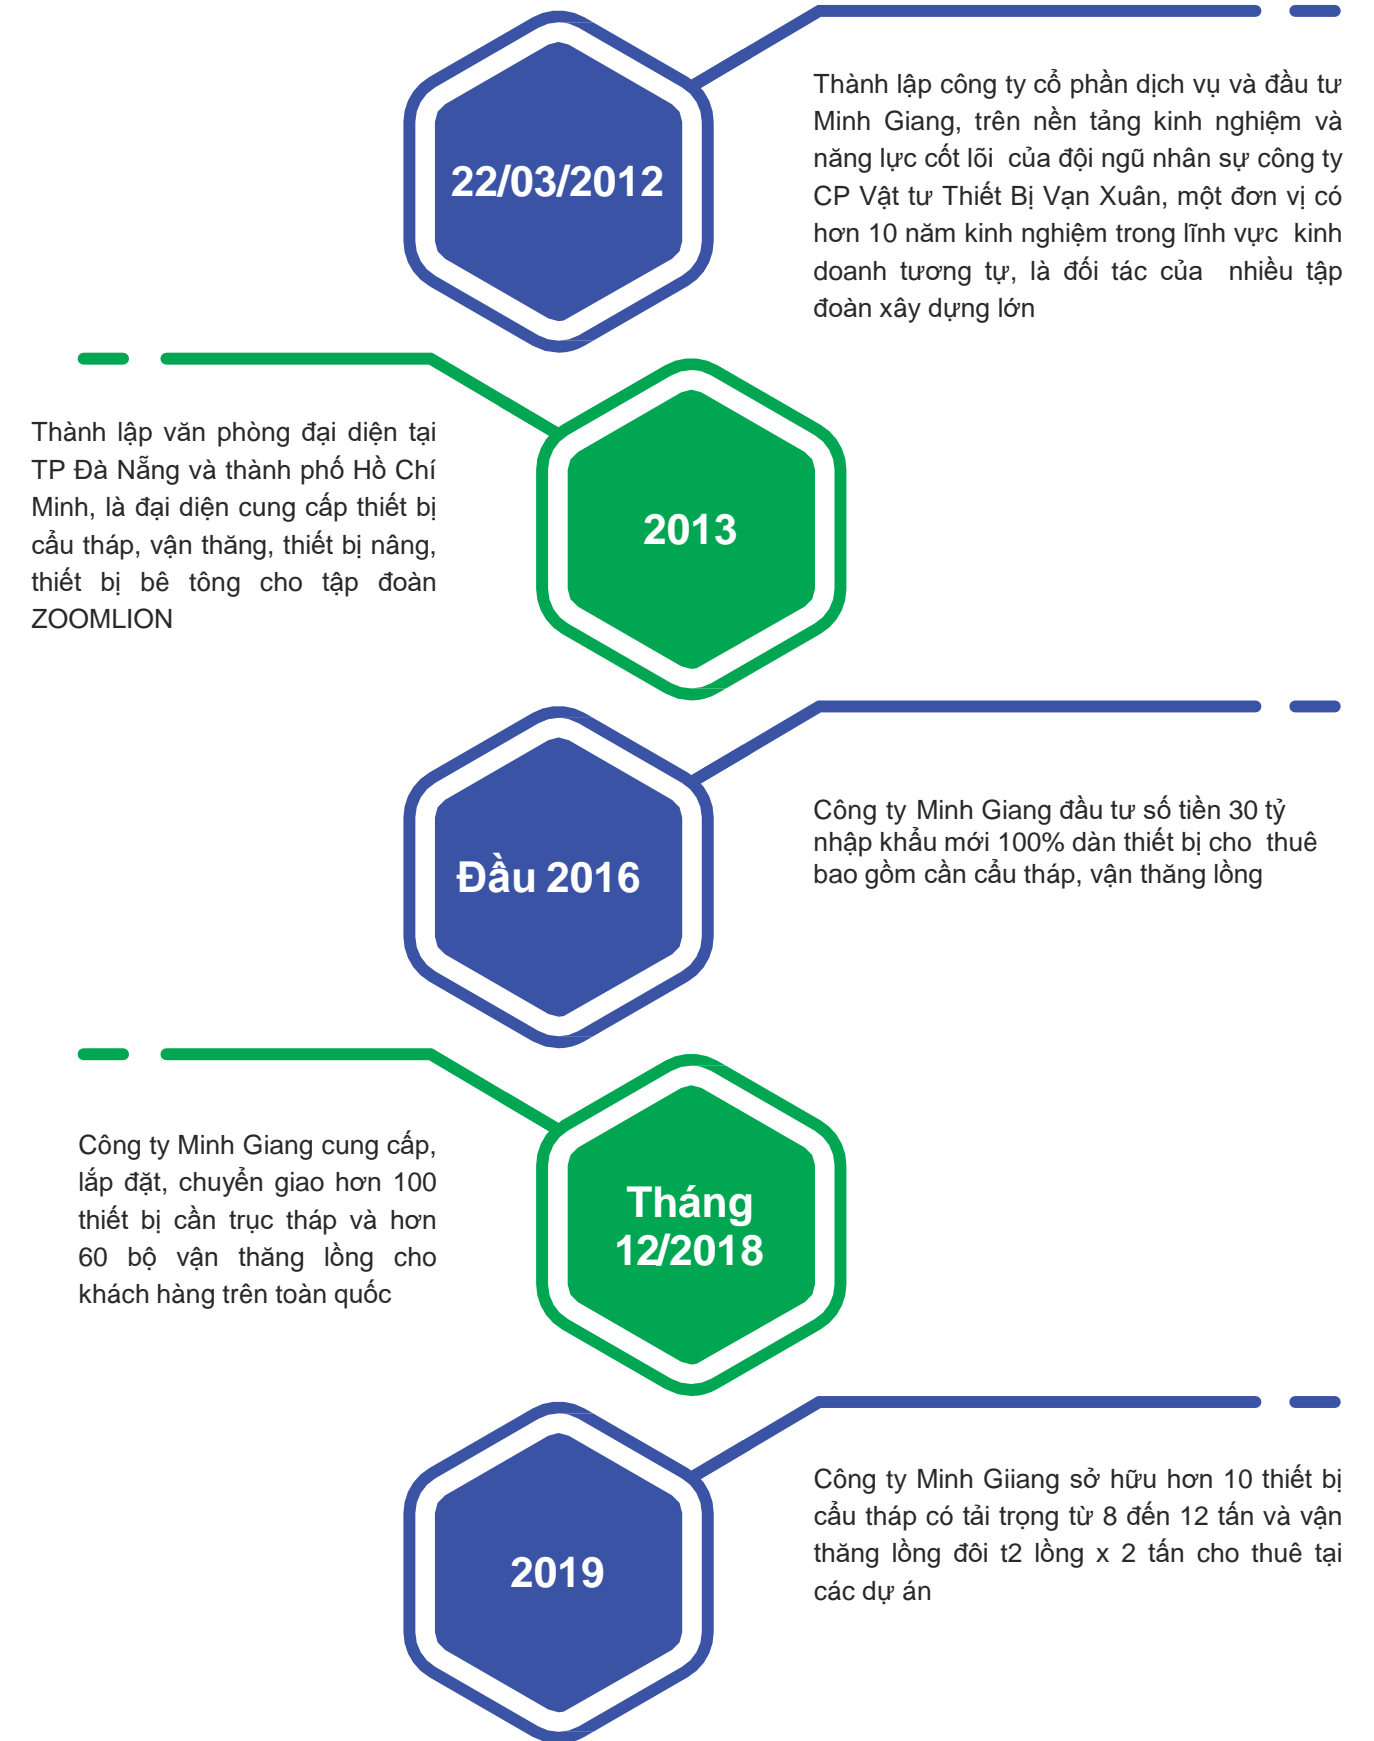 22/03/2012
Thành lập công ty cổ phần dịch vụ và đầu tư
Minh Giang, trên nền tảng kinh nghiệm và
năng lực cốt lõi của đội ngũ nhân sự công ty
CP Vật tư Thiết Bị Vạn Xuân, một đơn vị có
hơn 10 năm kinh nghiệm trong lĩnh vực kinh
doanh tương tự, là đối tác của nhiều tập
đoàn xây dựng lớn
Thành lập văn phòng đại diện tại
TP Đà Nẵng và thành phố Hồ Chí
Minh, là đại diện cung cấp thiết bị
cẩu tháp, vận thăng, thiết bị nâng,
thiết bị bê tông cho tập đoàn
ZOOMLION
2013
Đầu 2016
Công ty Minh Giang đầu tư số tiền 30 tỷ
nhập khẩu mới 100% dàn thiết bị cho thuê
bao gồm cần cẩu tháp, vận thăng lồng
Công ty Minh Giang cung cấp,
lắp đặt, chuyển giao hơn 100
thiết bị cần trục tháp và hơn
60 bộ vận thăng lồng cho
khách hàng trên toàn quốc
Tháng
12/2018
2019
Công ty Minh Giiang sở hữu hơn 10 thiết bị
cẩu tháp có tải trọng từ 8 đến 12 tấn và vận
thăng lồng đôi t2 lồng x 2 tấn cho thuê tại
các dự án